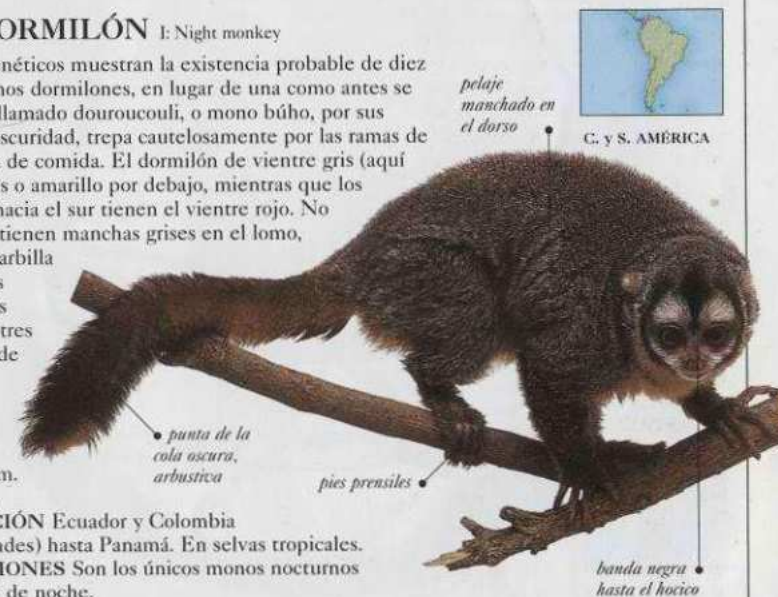 ORMILÓN I: Night monkey
néticos muestran la existencia probable de diez
nos dormilones, en lugar de una como antes se
llamado douroucouli, o mono búho, por sus
scuridad, trepa cautelosamente por las ramas de
de comida. El dormilón de vientre gris (aquí
s o amarillo por debajo, mientras que los
hacia el sur tienen el vientre rojo. No
tienen manchas grises en el lomo,
arbilla
s
s
tres
de
m.
CIÓN Ecuador y Colombia
ndes) hasta Panamá. En selvas tropicales.
IONES Son los únicos monos nocturnos
de noche.
pelaje
manchado en
el dorso
C. y S. AMÉRICA
punta de la
cola oscura,
arbustiva
pies prensiles
banda negra
hasta el hocico